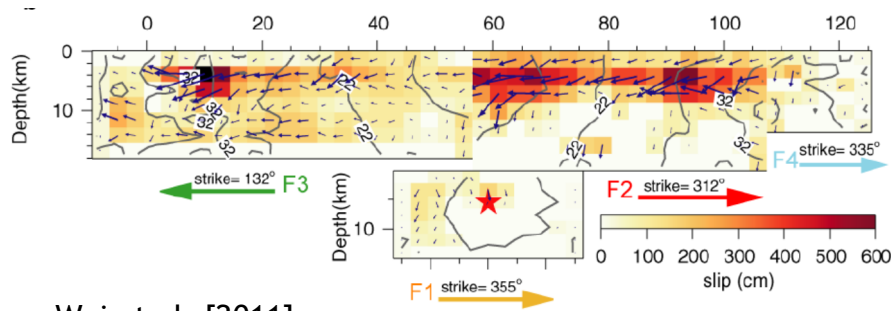 0 20 40 60 80 100 120
Depth(km)
0
10
32
32
32
32
22
22
22
22
32
32
strike= 132° F3
F2 strike= 312°
F4 strike= 335°
Depth(km)
10
0 100 200 300 400 500 600
slip (cm)
F1 strike= 355°
[2011]